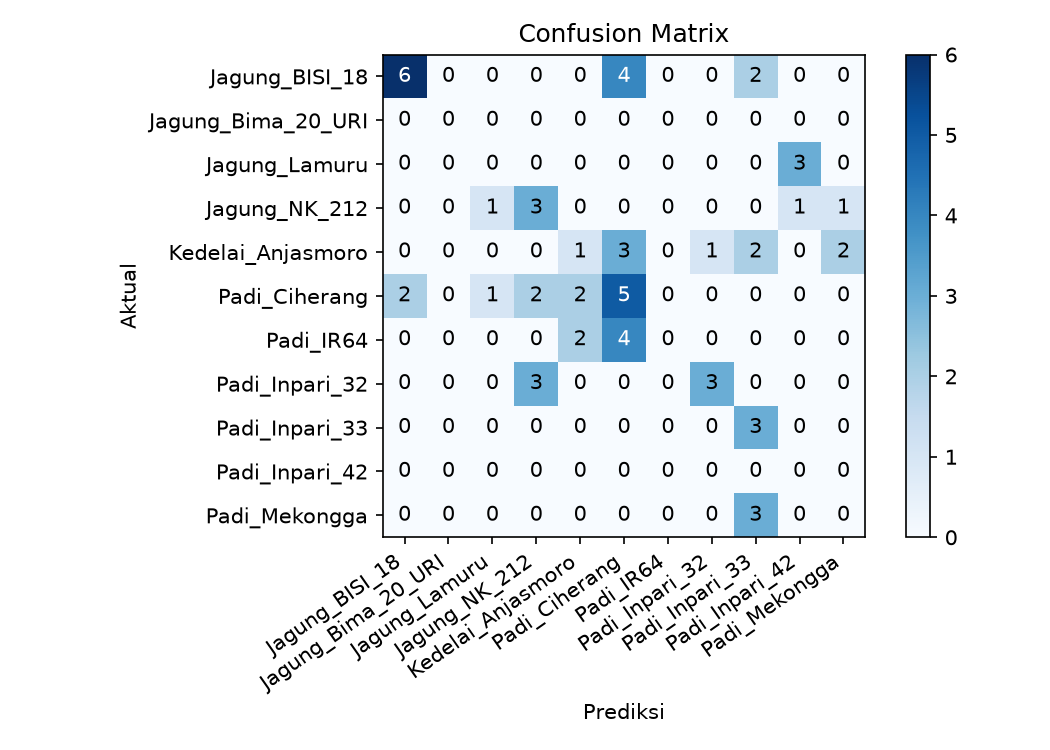 Confusion Matrix
Jagung_BISI_18 6 0 0 0 0 4 0 0 2 0 0
Jagung_Bima_20_URI 0 0 0 0 0 0 0 0 0 0 0
Jagung_Lamuru 0 0 0 0 0 0 0 0 0 3 0
Jagung_NK_212 0 0 1 3 0 0 0 0 0 1 1
Kedelai_Anjasmoro 0 0 0 0 1 3 0 1 2 0 2
Padi_Ciherang 2 0 1 2 2 5 0 0 0 0 0
Padi_IR64 0 0 0 0 2 4 0 0 0 0 0
Padi_Inpari_32 0 0 0 3 0 0 0 3 0 0 0
Padi_Inpari_33 0 0 0 0 0 0 0 0 3 0 0
Padi_Inpari_42 0 0 0 0 0 0 0 0 0 0 0
Padi_Mekongga 0 0 0 0 0 0 0 0 3 0 0
Aktual
Jagung_BISI_18
Jagung_Bima_20_URI
Jagung_Lamuru
Jagung_NK_212
Kedelai_Anjasmoro
Padi_Ciherang
Padi_IR64
Padi_Inpari_32
Padi_Inpari_33
Padi_Inpari_42
Padi_Mekongga
Prediksi
6
5
4
3
2
1
0